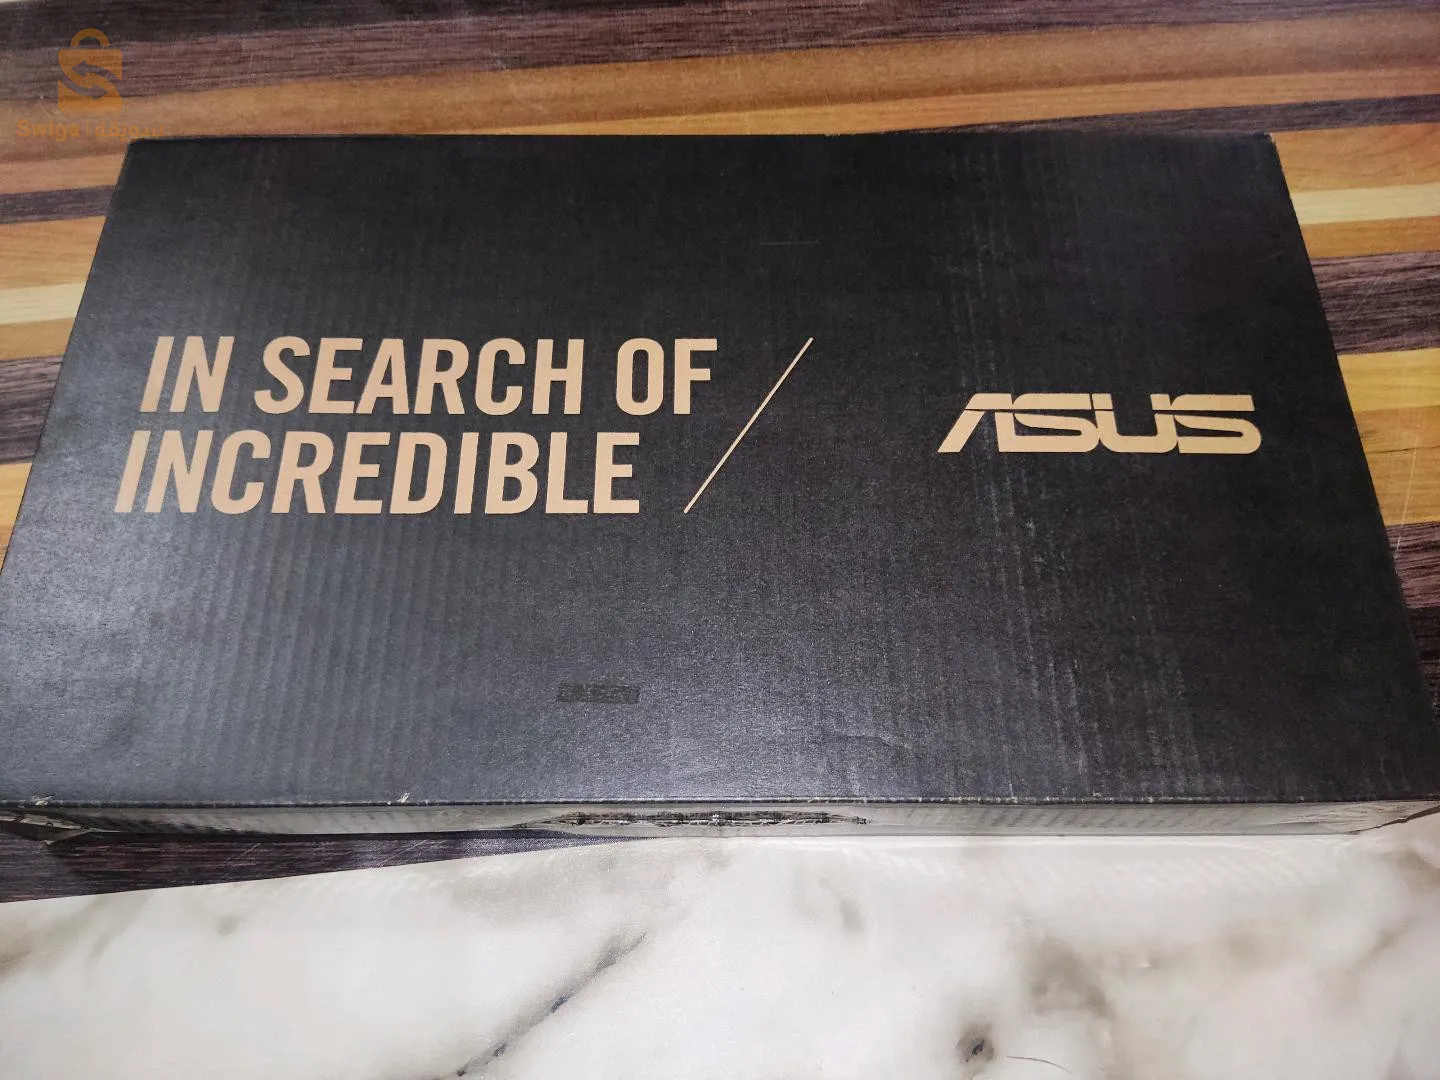 IN SEARCH OF
INCREDIBLE
ASUS